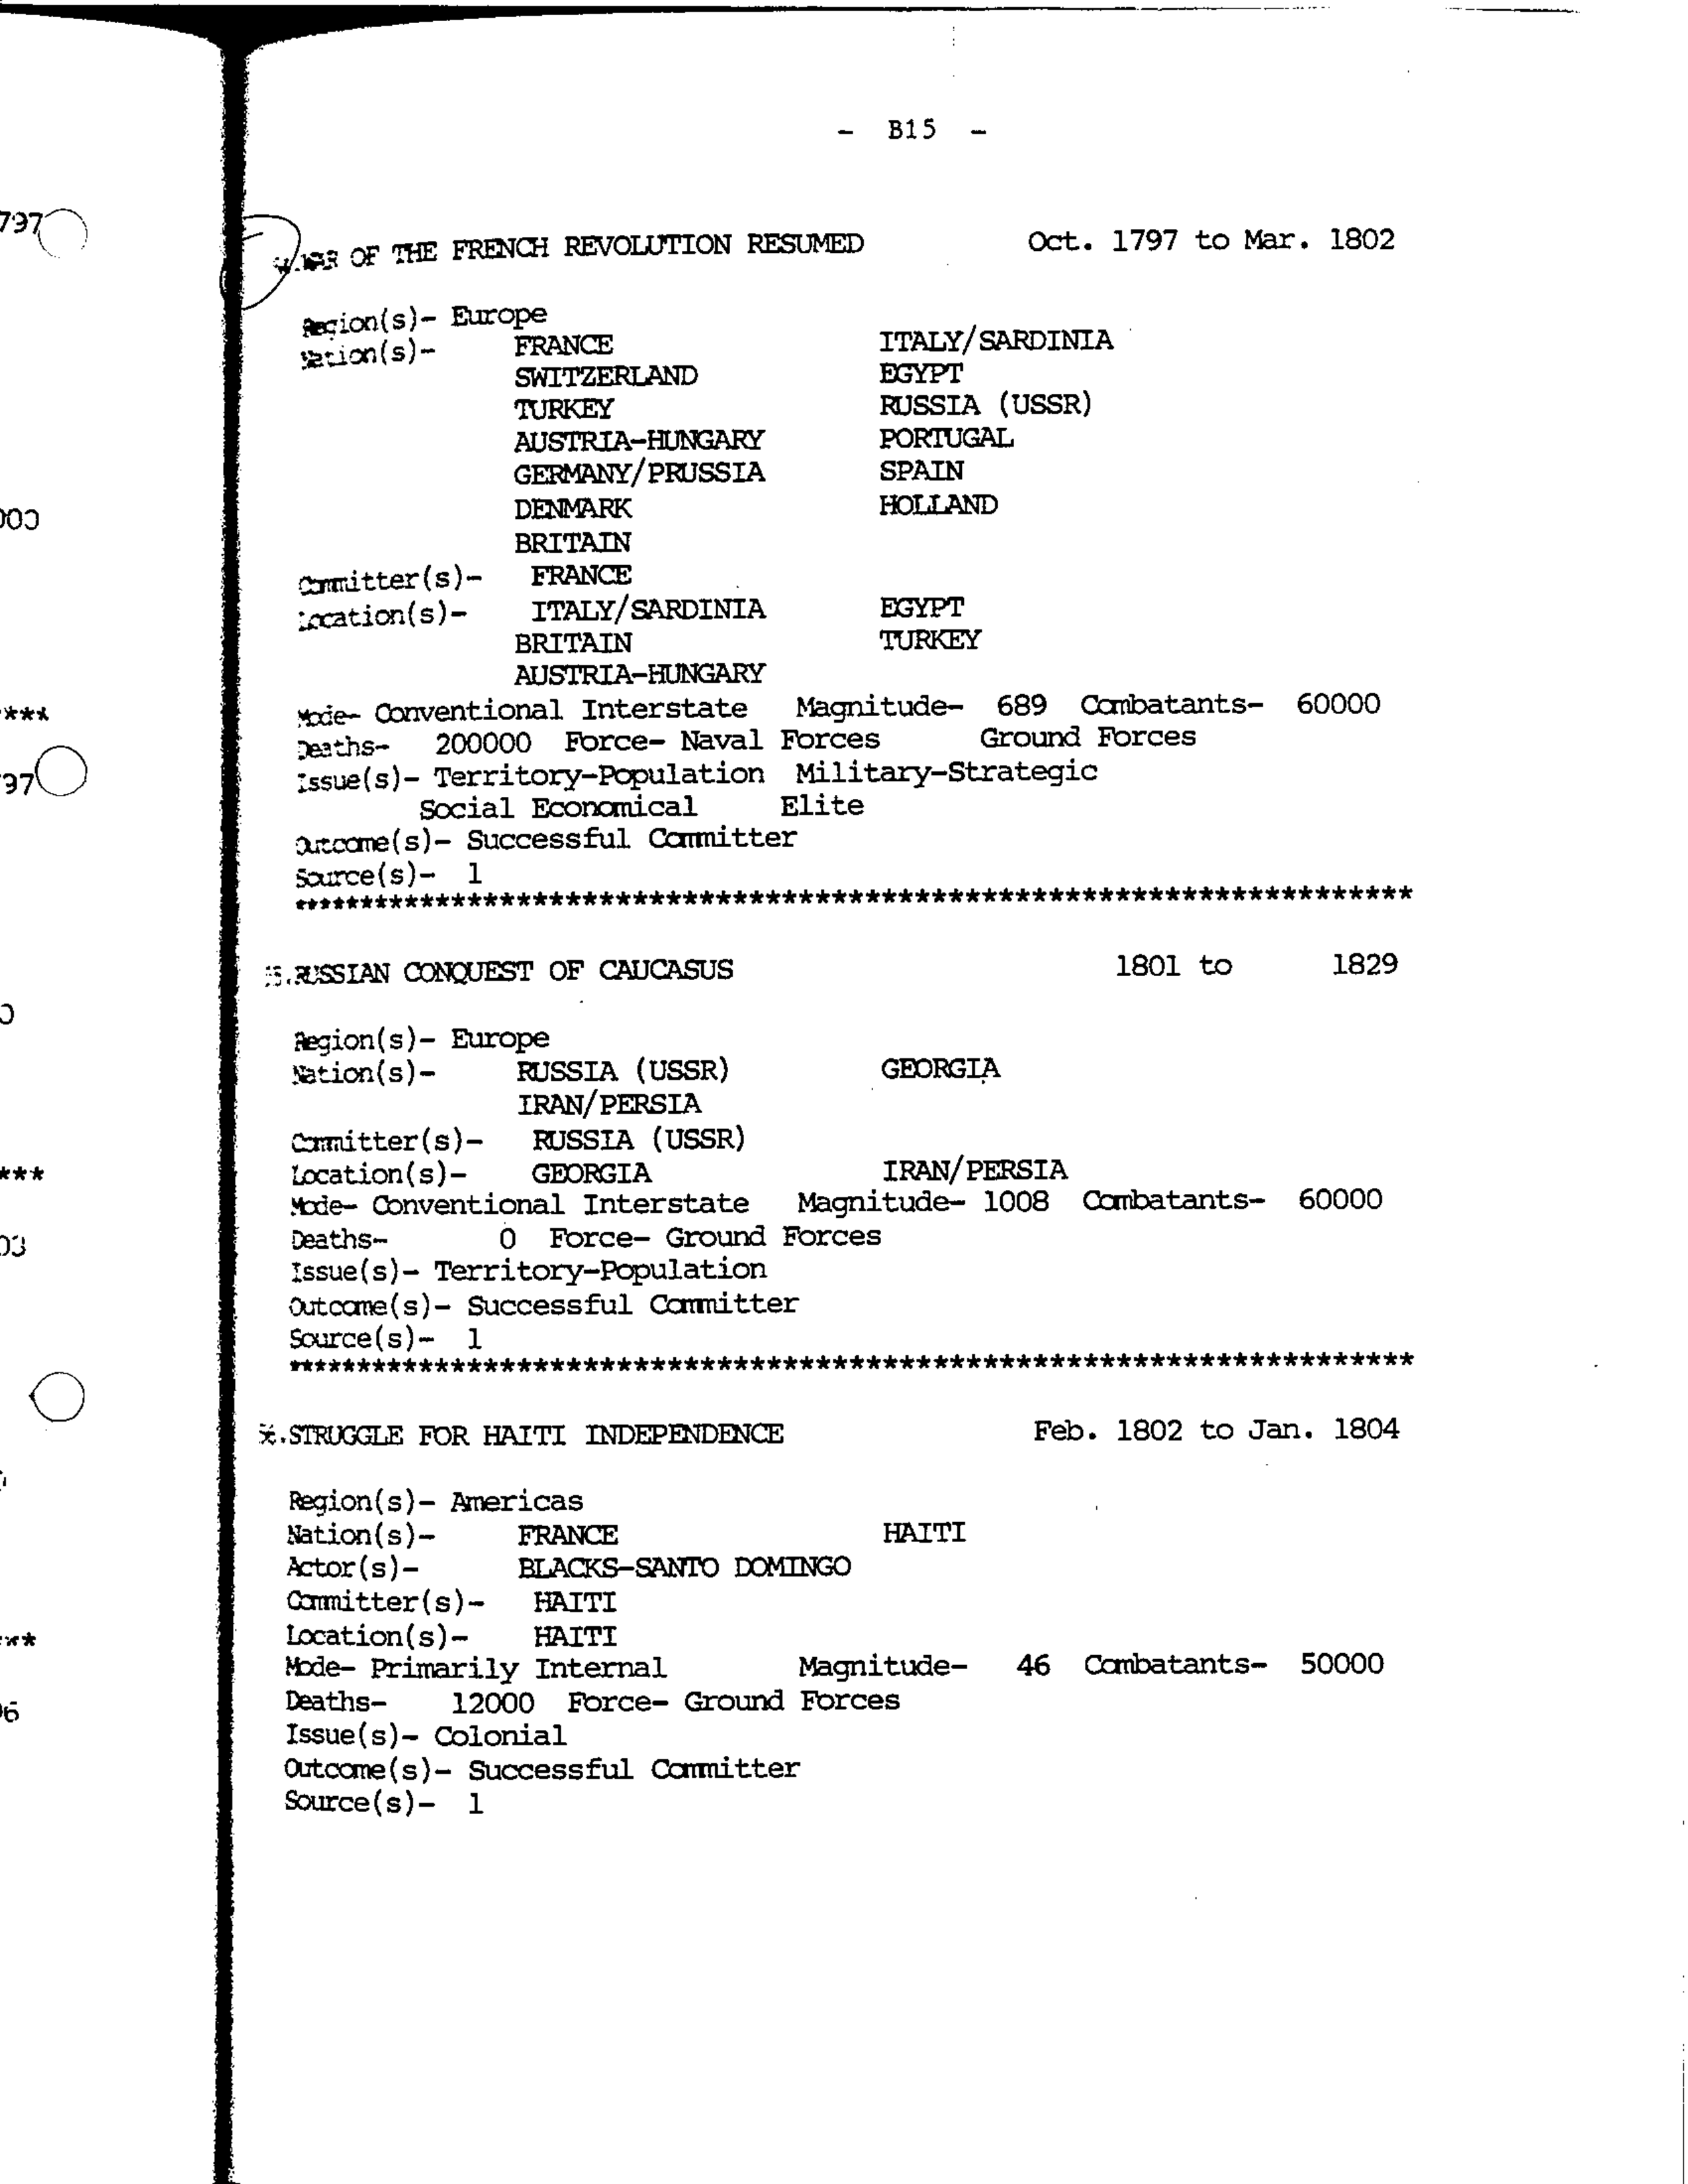 - B15 -
797
WAR OF THE FRENCH REVOLUTION RESUMED Oct. 1797 to Mar. 1802
Region(s)- Europe
Nation(s)- FRANCE ITALY/SARDINIA
SWITZERLAND EGYPT
TURKEY RUSSIA (USSR)
AUSTRIA-HUNGARY PORTUGAL
GERMANY/PRUSSIA SPAIN
DENMARK HOLLAND
BRITAIN
Committer(s)- FRANCE
Location(s)- ITALY/SARDINIA EGYPT
BRITAIN TURKEY
AUSTRIA-HUNGARY
Mode- Conventional Interstate Magnitude- 689 Combatants- 60000
Deaths- 200000 Force- Naval Forces Ground Forces
97
Issue(s)- Territory-Population Military-Strategic
Social Economical Elite
Outcome(s)- Successful Committer
Source(s)- 1
**********************************************************************
RUSSIAN CONQUEST OF CAUCASUS 1801 to 1829
Region(s)- Europe
Nation(s)- RUSSIA (USSR) GEORGIA
IRAN/PERSIA
Committer(s)- RUSSIA (USSR)
Location(s)- GEORGIA IRAN/PERSIA
Mode- Conventional Interstate Magnitude- 1008 Combatants- 60000
Deaths- 0 Force- Ground Forces
Issue(s)- Territory-Population
Outcome(s)- Successful Committer
Source(s)- 1
**********************************************************************
STRUGGLE FOR HAITI INDEPENDENCE Feb. 1802 to Jan. 1804
Region(s)- Americas
Nation(s)- FRANCE HAITI
Actor(s)- BLACKS-SANTO DOMINGO
Committer(s)- HAITI
Location(s)- HAITI
Mode- Primarily Internal Magnitude- 46 Combatants- 50000
Deaths- 12000 Force- Ground Forces
Issue(s)- Colonial
Outcome(s)- Successful Committer
Source(s)- 1